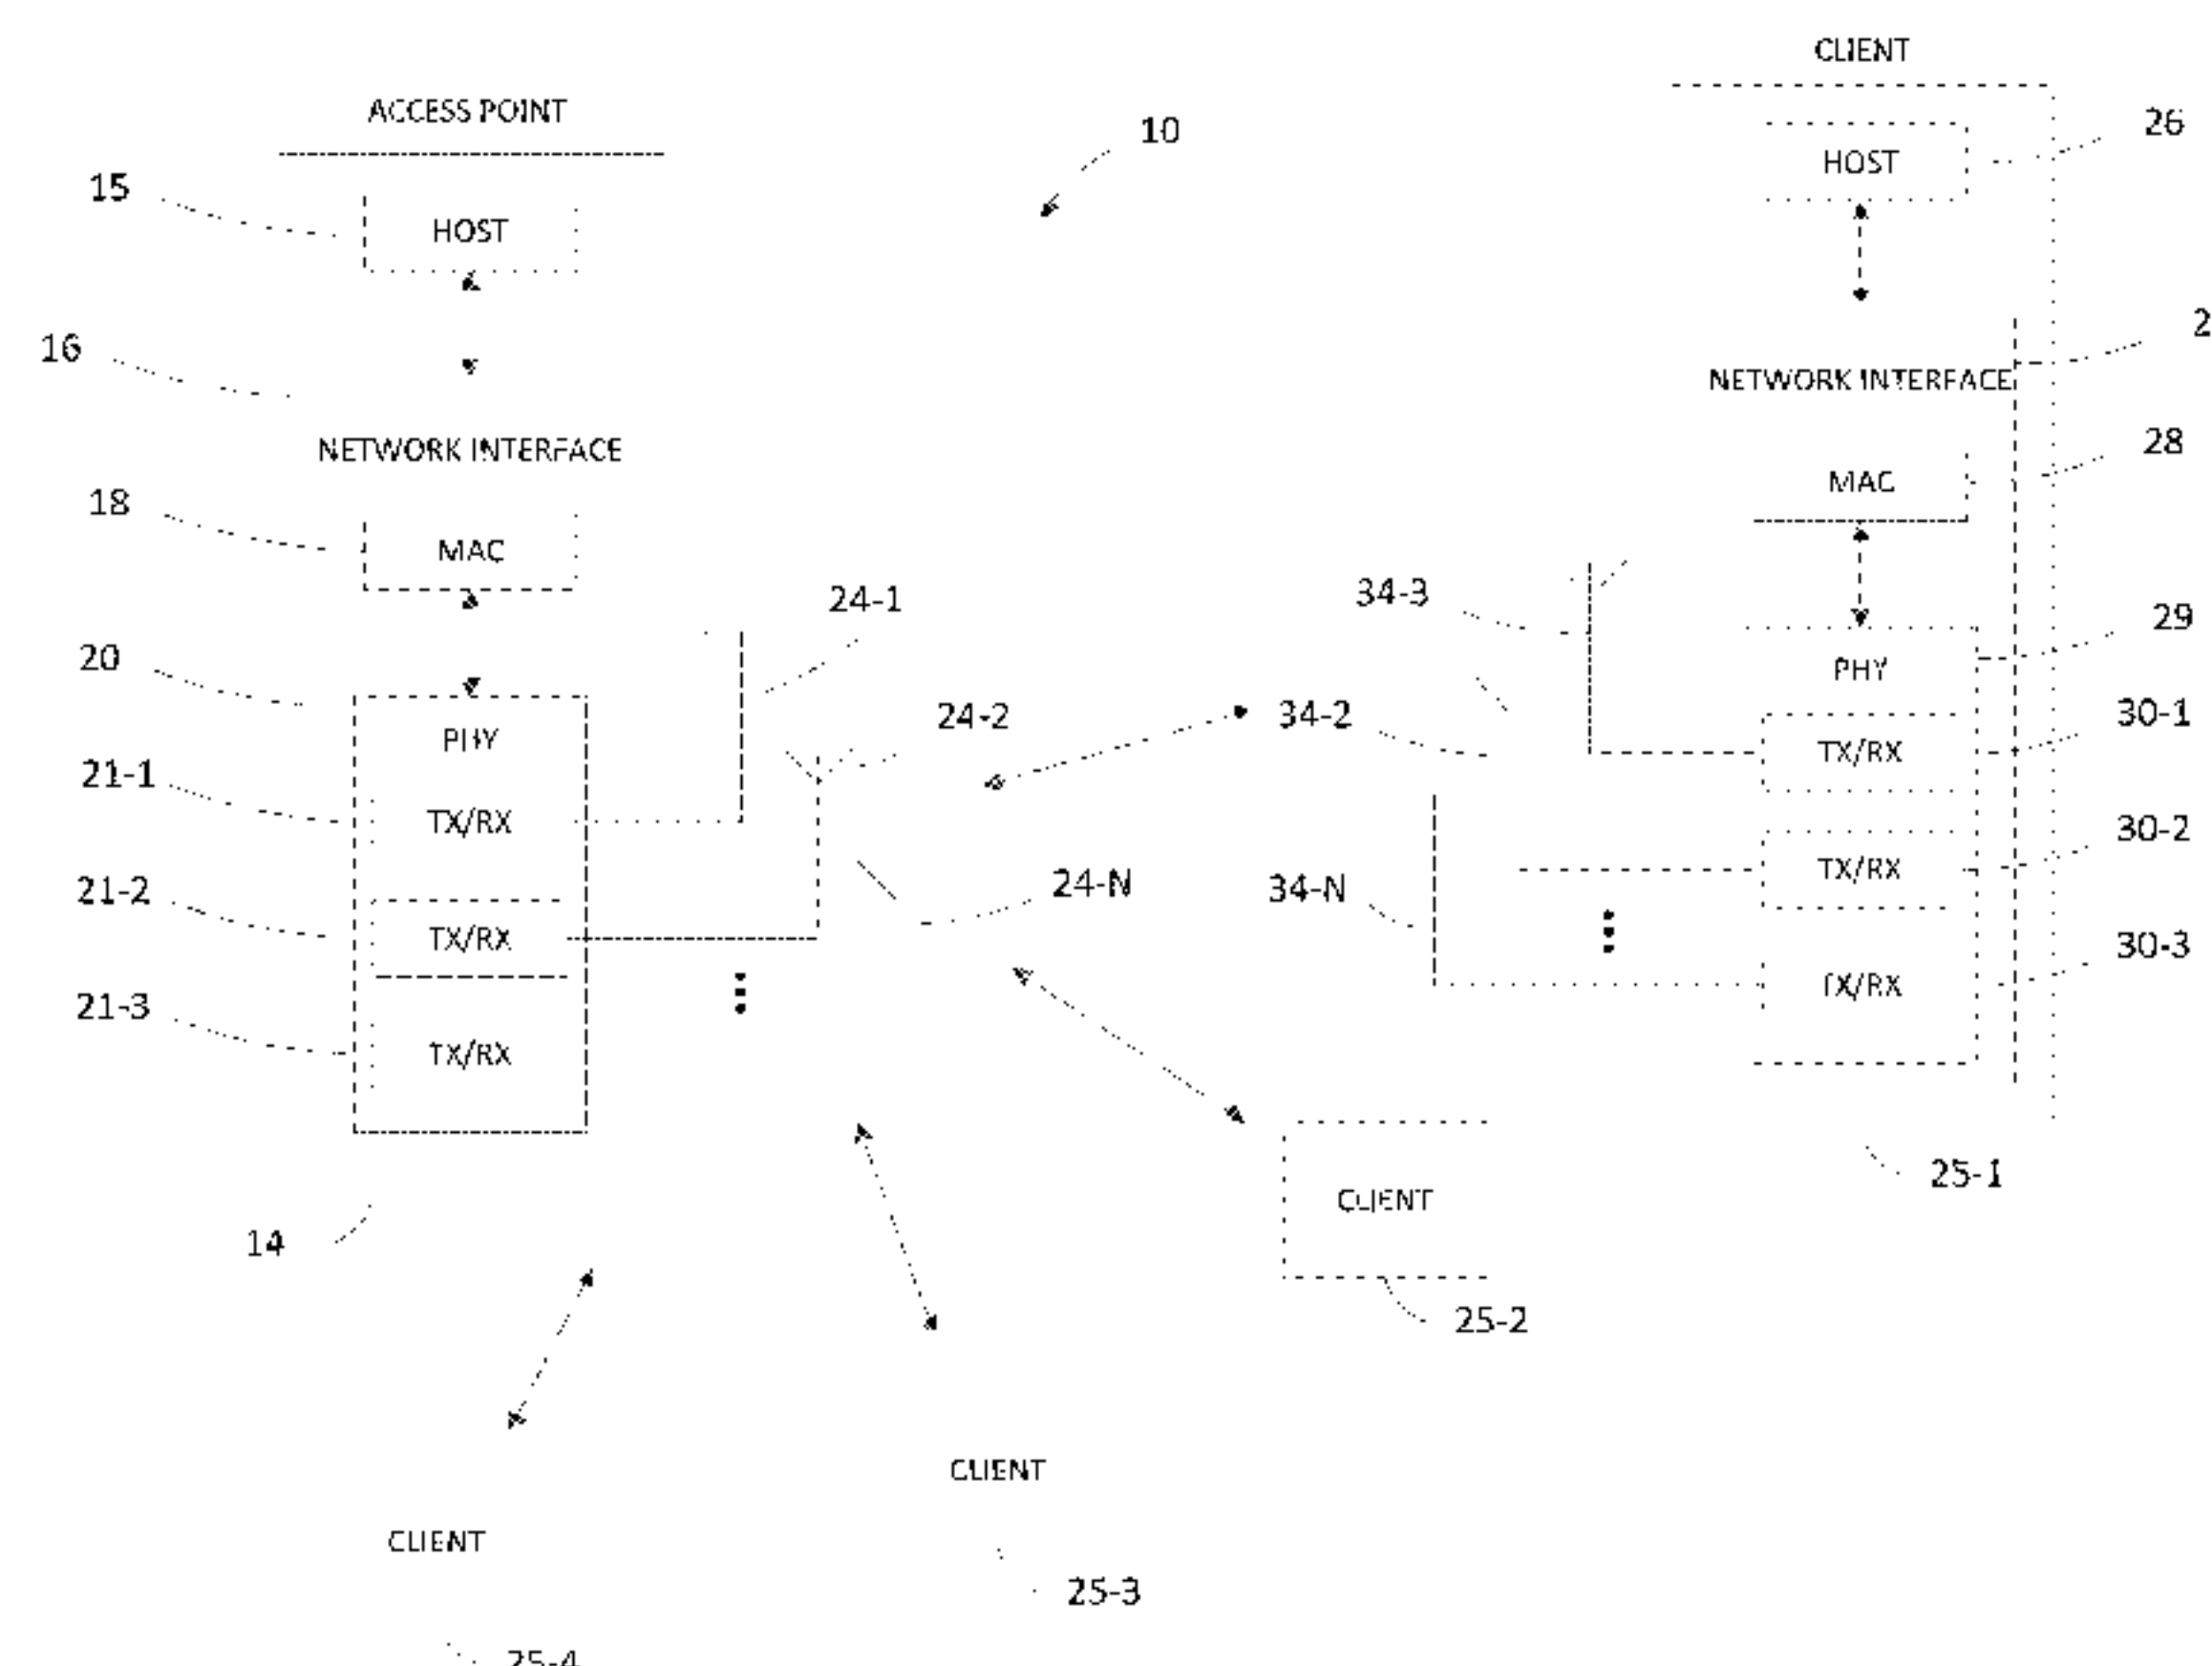 CLIENT
ACCESS POINT
10
26
HOST
15
HOST
2
16
NETWORK INTERFACE
28
NETWORK INTERFACE
MAC
18
MAC
24-1
34-3
29
20
PHY
24-2
34-2
30-1
PHY
TX/RX
21-1
TX/RX
30-2
TX/RX
21-2
24-N
34-N
TX/RX
30-3
TX/RX
21-3
TX/RX
25-1
CLIENT
14
25-2
CLIENT
CLIENT
25-3
25-4